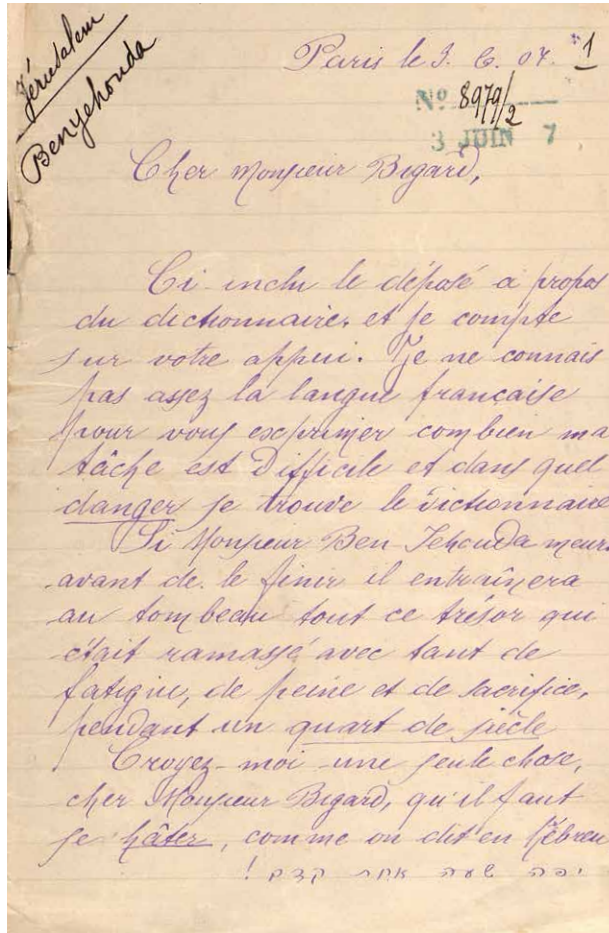 Jérusalem
Benyehouda
Paris le 3. 6. 07.
1
No 8979/2
3 JUIN 7
Cher Monsieur Bigard,
Ci inclu le déposé a propos
du dictionnaire, et je compte
sur votre appui. Je ne connais
pas assez la langue française
pour vous exprimer combien ma
tâche est Difficile et dans quel
danger se trouve le dictionnaire
Si Monsieur Ben-Jehouda meurt
avant de le finir il entraînera
au tombeau tout ce trésor qui
était ramassé avec tant de
fatigue, de peine et de sacrifice,
pendant un quart de siècle
Croyez-moi une seule chose,
cher Monsieur Bigard, qu'il faut
se hâter, comme on dit en hébreu
יפה שעה אחת קדם !